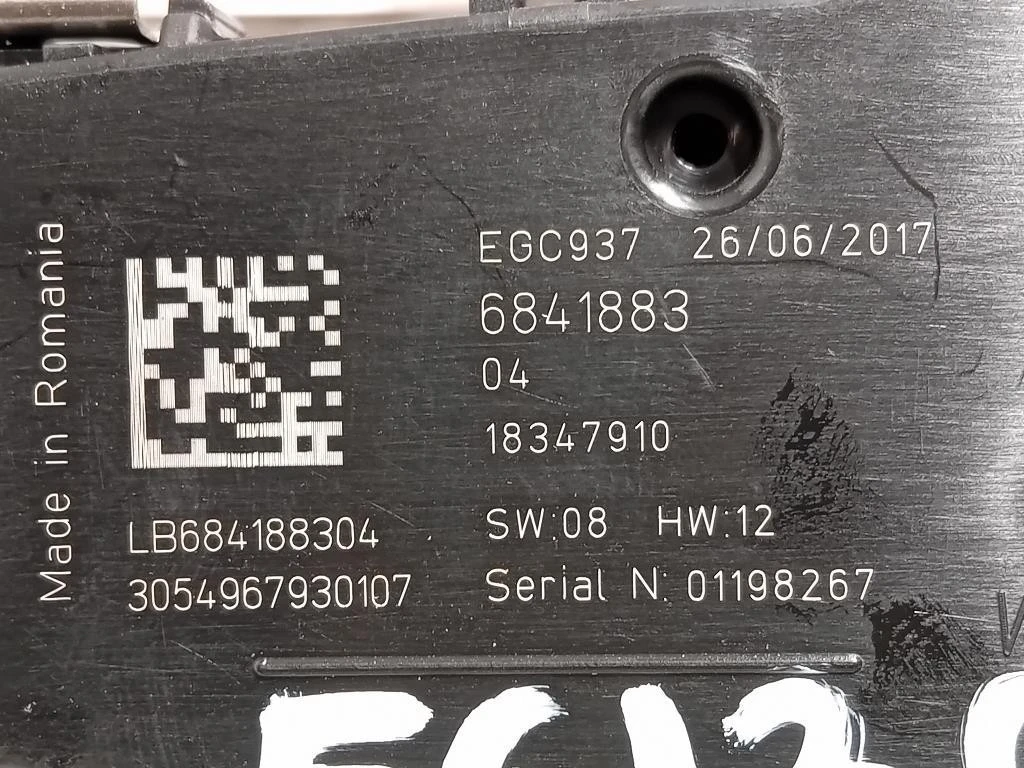 Made in Romania
EGC937 26/06/2017
6841883
04
18347910
LB684188304
3054967930107
SW:08 HW:12
Serial N: 01198267